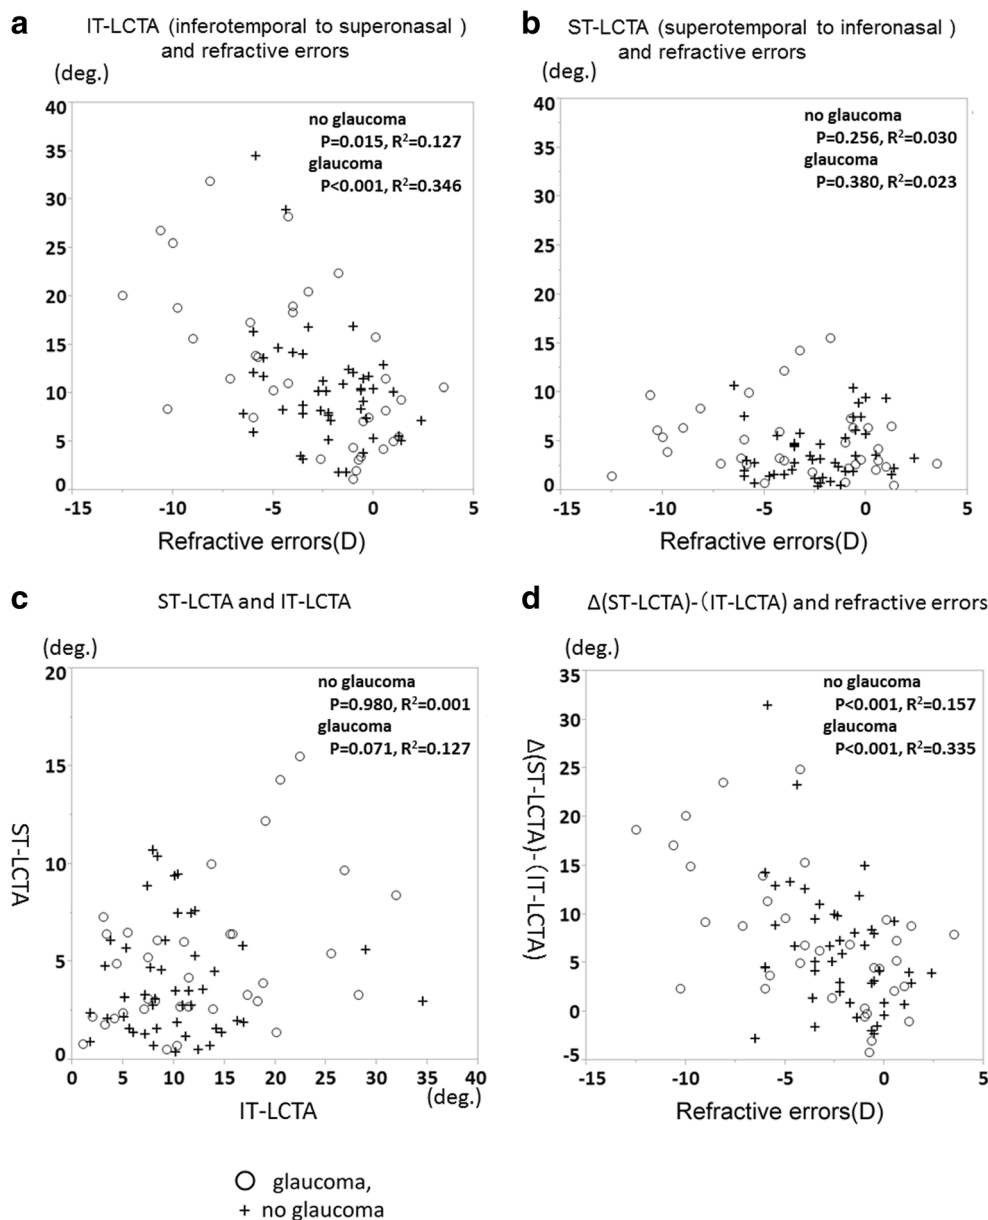 a
IT-LCTA (inferotemporal to superonasal )
and refractive errors
(deg.)
40
35
30
25
20
15
10
5
0
no glaucoma
P=0.015, R²=0.127
glaucoma
P<0.001, R²=0.346
-15
-10
-5
0
5
Refractive errors(D)
b
ST-LCTA (superotemporal to inferonasal )
and refractive errors
(deg.)
40
35
30
25
20
15
10
5
0
no glaucoma
P=0.256, R²=0.030
glaucoma
P=0.380, R²=0.023
-15
-10
-5
0
5
Refractive errors(D)
c
ST-LCTA and IT-LCTA
(deg.)
20
15
10
5
0
ST-LCTA
no glaucoma
P=0.980, R²=0.001
glaucoma
P=0.071, R²=0.127
0
5
10
15
20
25
30
35
40
IT-LCTA
(deg.)
d
Δ(ST-LCTA)-(IT-LCTA) and refractive errors
(deg.)
35
30
25
20
15
10
5
0
-5
Δ(ST-LCTA)-(IT-LCTA)
no glaucoma
P<0.001, R²=0.157
glaucoma
P<0.001, R²=0.335
-15
-10
-5
0
5
Refractive errors(D)
○ glaucoma,
+ no glaucoma